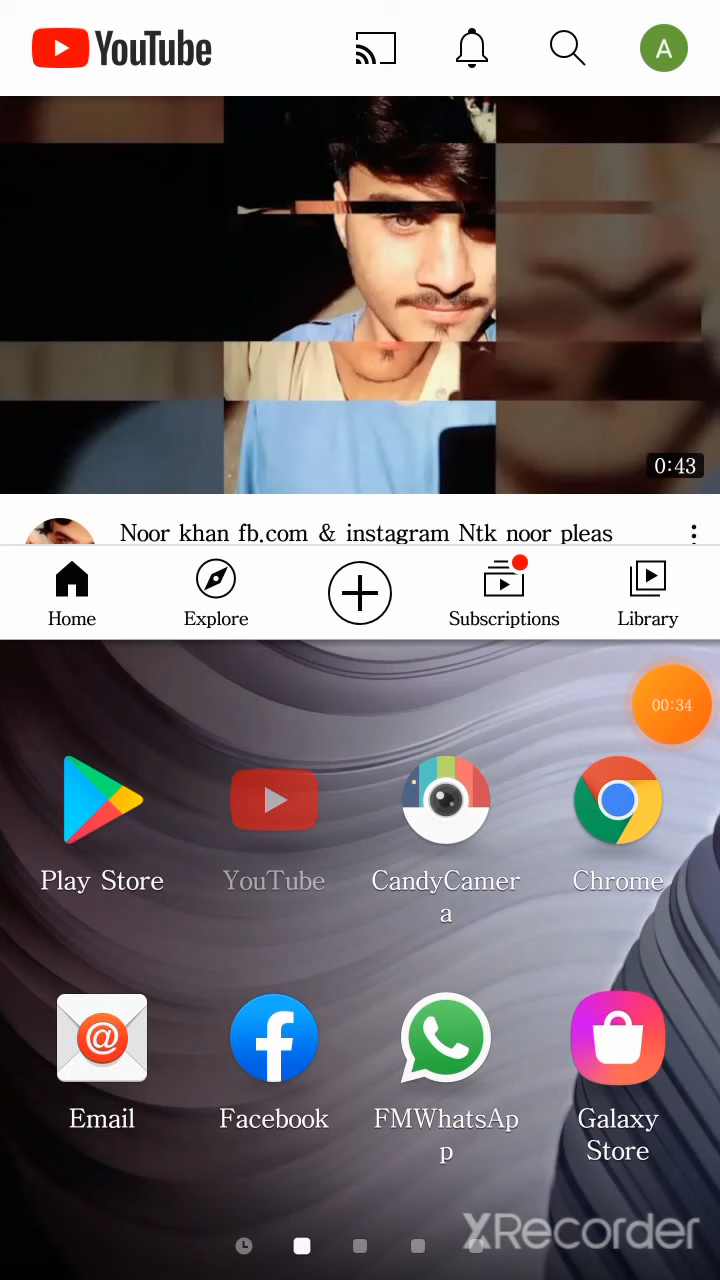 YouTube
A
0:43
Noor khan fb.com & instagram Ntk noor pleas
Home
Explore
Subscriptions
Library
00:34
Play Store
YouTube
CandyCamer
a
Chrome
Email
Facebook
FMWhatsAp
p
Galaxy
Store
XRecorder